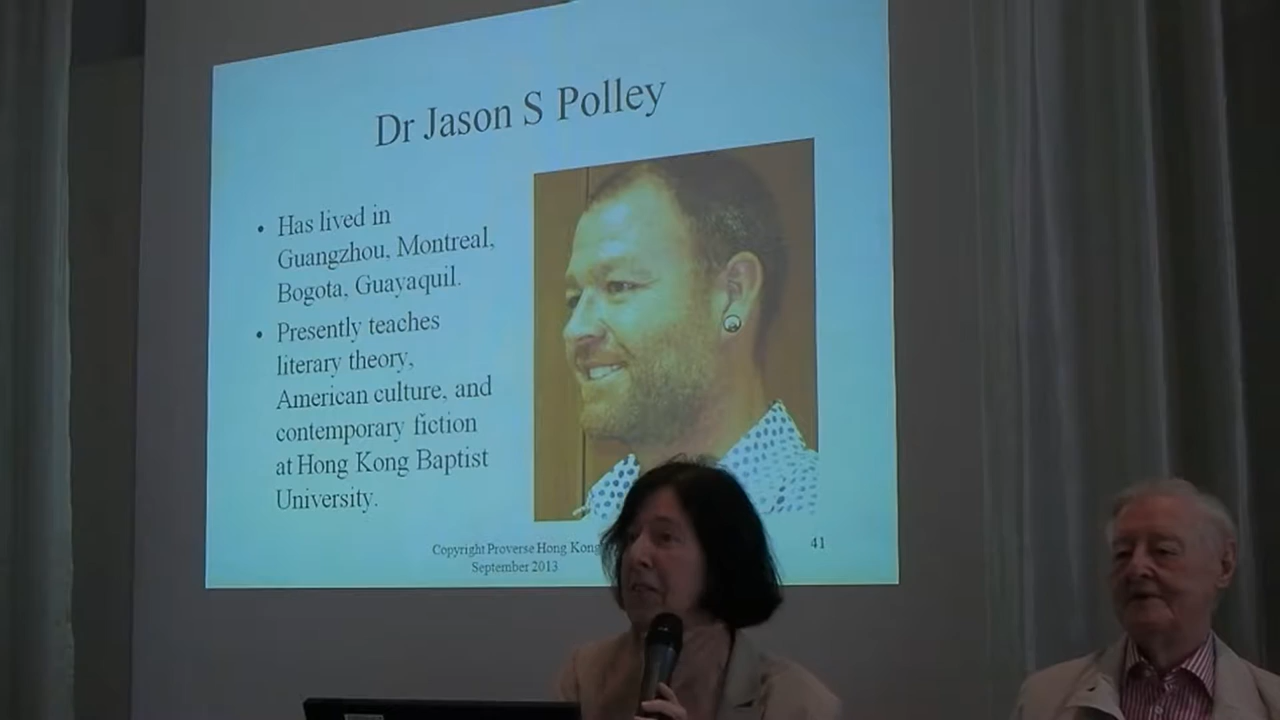 Dr Jason S Polley
• Has lived in
Guangzhou, Montreal,
Bogota, Guayaquil.
• Presently teaches
literary theory,
American culture, and
contemporary fiction
at Hong Kong Baptist
University.
Copyright Proverse Hong Kong
September 2013
41